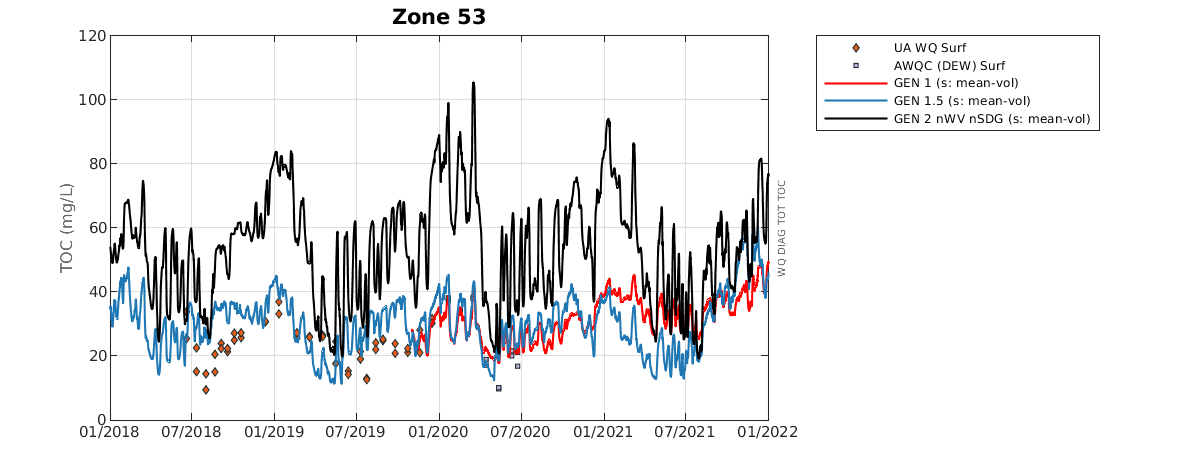 Zone 53
120
100
80
60
40
20
0
TOC (mg/L)
01/2018
07/2018
01/2019
07/2019
01/2020
07/2020
01/2021
07/2021
01/2022
WQ DIAG TOT TOC
UA WQ Surf
AWQC (DEW) Surf
GEN 1 (s: mean-vol)
GEN 1.5 (s: mean-vol)
GEN 2 nWV nSDG (s: mean-vol)